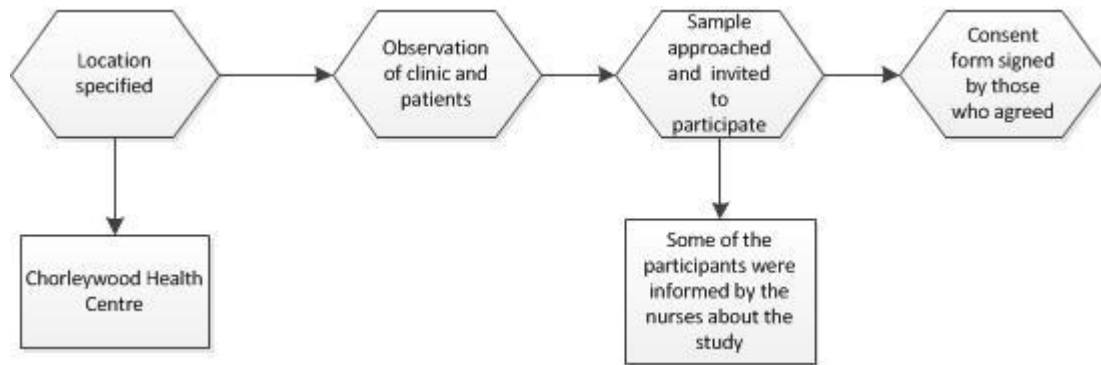 Location
specified
Observation
of clinic and
patients
Sample
approached
and invited
to
participate
Consent
form signed
by those
who agreed
Chorleywood Health
Centre
Some of the
participants were
informed by the
nurses about the
study